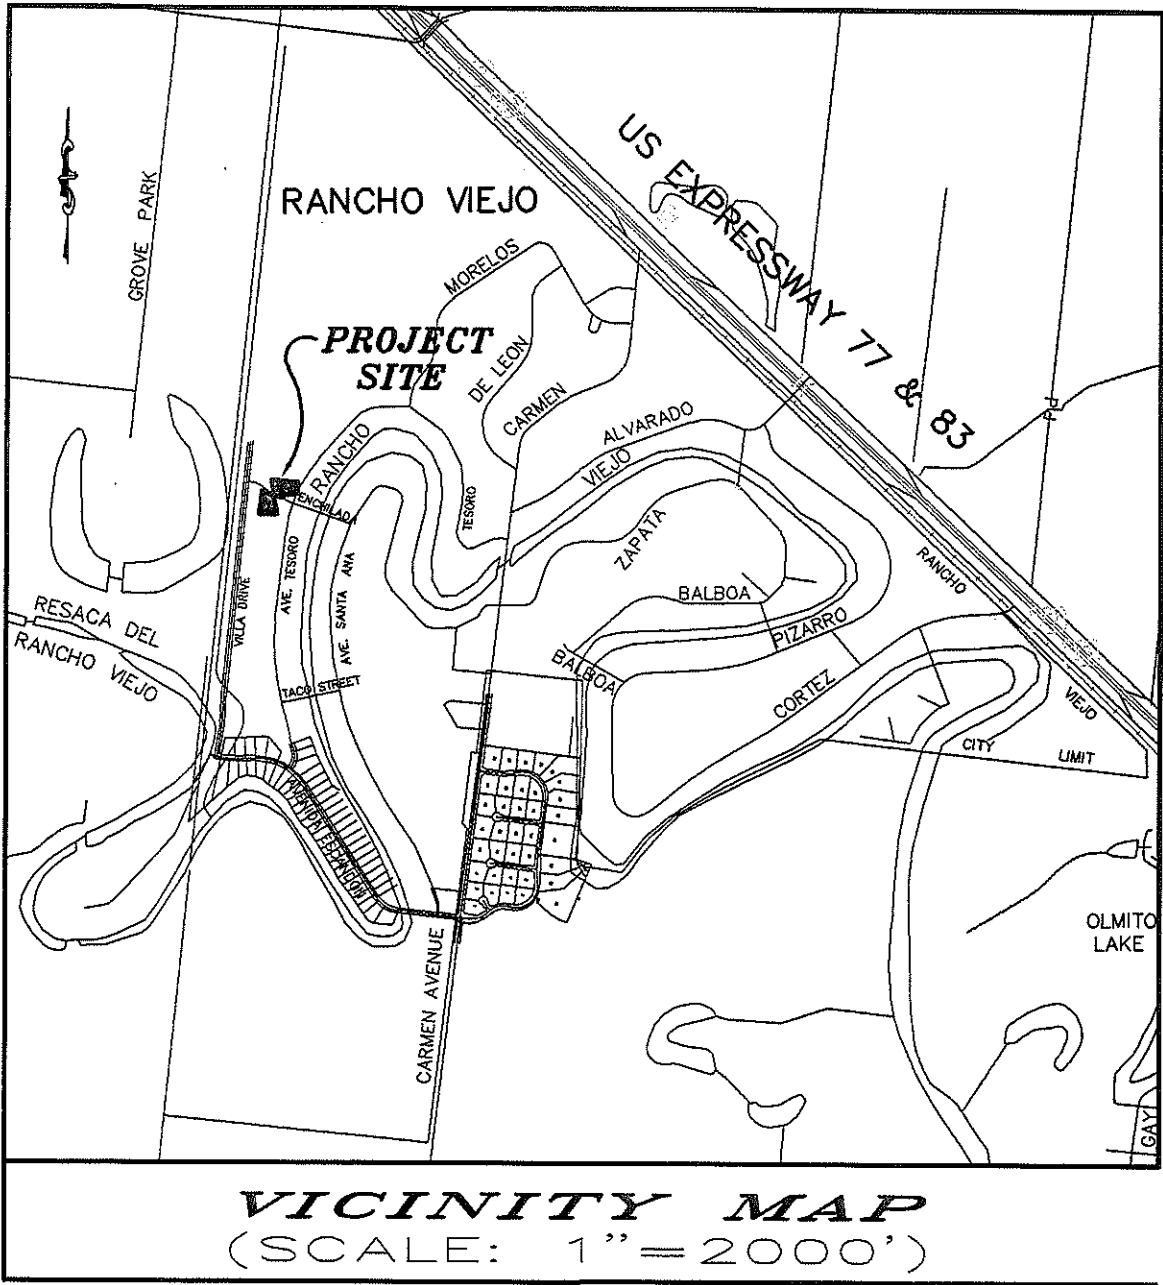 GROVE PARK
RANCHO VIEJO
US EXPRESSWAY 77 & 83
MORELOS
PROJECT
SITE
DE LEON
CARMEN
RANCHO
ALVARADO
VIEJO
TESORO
ENCHILADA
ZAPATA
AVE. TESORO
AVE. SANTA ANA
VILLA DRIVE
RESACA DEL
RANCHO VIEJO
BALBOA
PIZARRO
RANCHO
VIEJO
BALBOA
TACO STREET
CORTEZ
CITY LIMIT
AVENIDA ESCANDON
CARMEN AVENUE
OLMITO
LAKE
GAY
VICINITY MAP
(SCALE: 1"=2000')